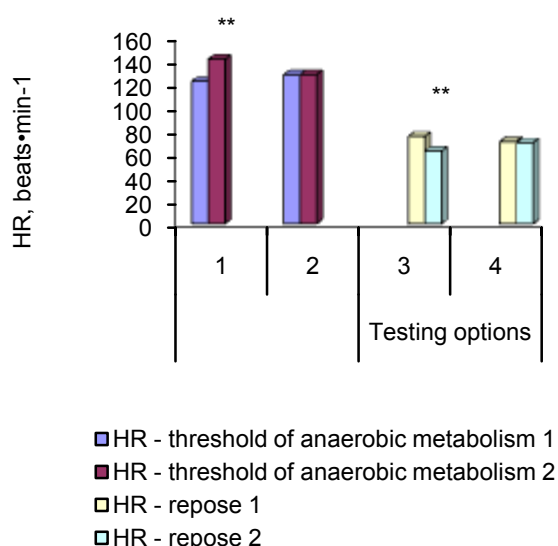 **
160
140
120
100
80
60
40
20
0
HR, beats•min-1
**
1 2 3 4
Testing options
HR - threshold of anaerobic metabolism 1
HR - threshold of anaerobic metabolism 2
HR - repose 1
HR - repose 2